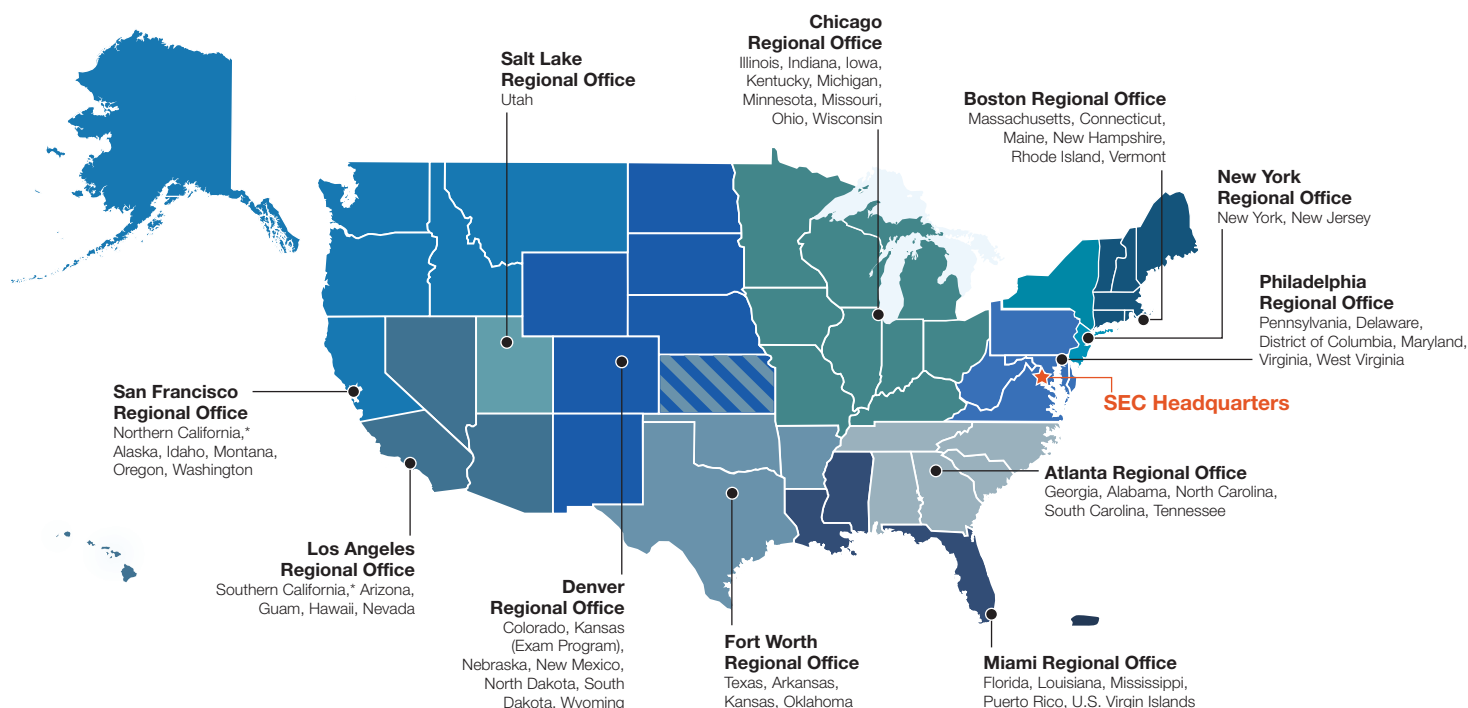 Chicago
Regional Office
Illinois, Indiana, Iowa,
Kentucky, Michigan,
Minnesota, Missouri,
Ohio, Wisconsin
Salt Lake
Regional Office
Utah
Boston Regional Office
Massachusetts, Connecticut,
Maine, New Hampshire,
Rhode Island, Vermont
New York
Regional Office
New York, New Jersey
Philadelphia
Regional Office
Pennsylvania, Delaware,
District of Columbia, Maryland,
Virginia, West Virginia
SEC Headquarters
San Francisco
Regional Office
Northern California,*
Alaska, Idaho, Montana,
Oregon, Washington
Atlanta Regional Office
Georgia, Alabama, North Carolina,
South Carolina, Tennessee
Los Angeles
Regional Office
Southern California,* Arizona,
Guam, Hawaii, Nevada
Denver
Regional Office
Colorado, Kansas
(Exam Program),
Nebraska, New Mexico,
North Dakota, South
Dakota, Wyoming
Fort Worth
Regional Office
Texas, Arkansas,
Kansas, Oklahoma
Miami Regional Office
Florida, Louisiana, Mississippi,
Puerto Rico, U.S. Virgin Islands